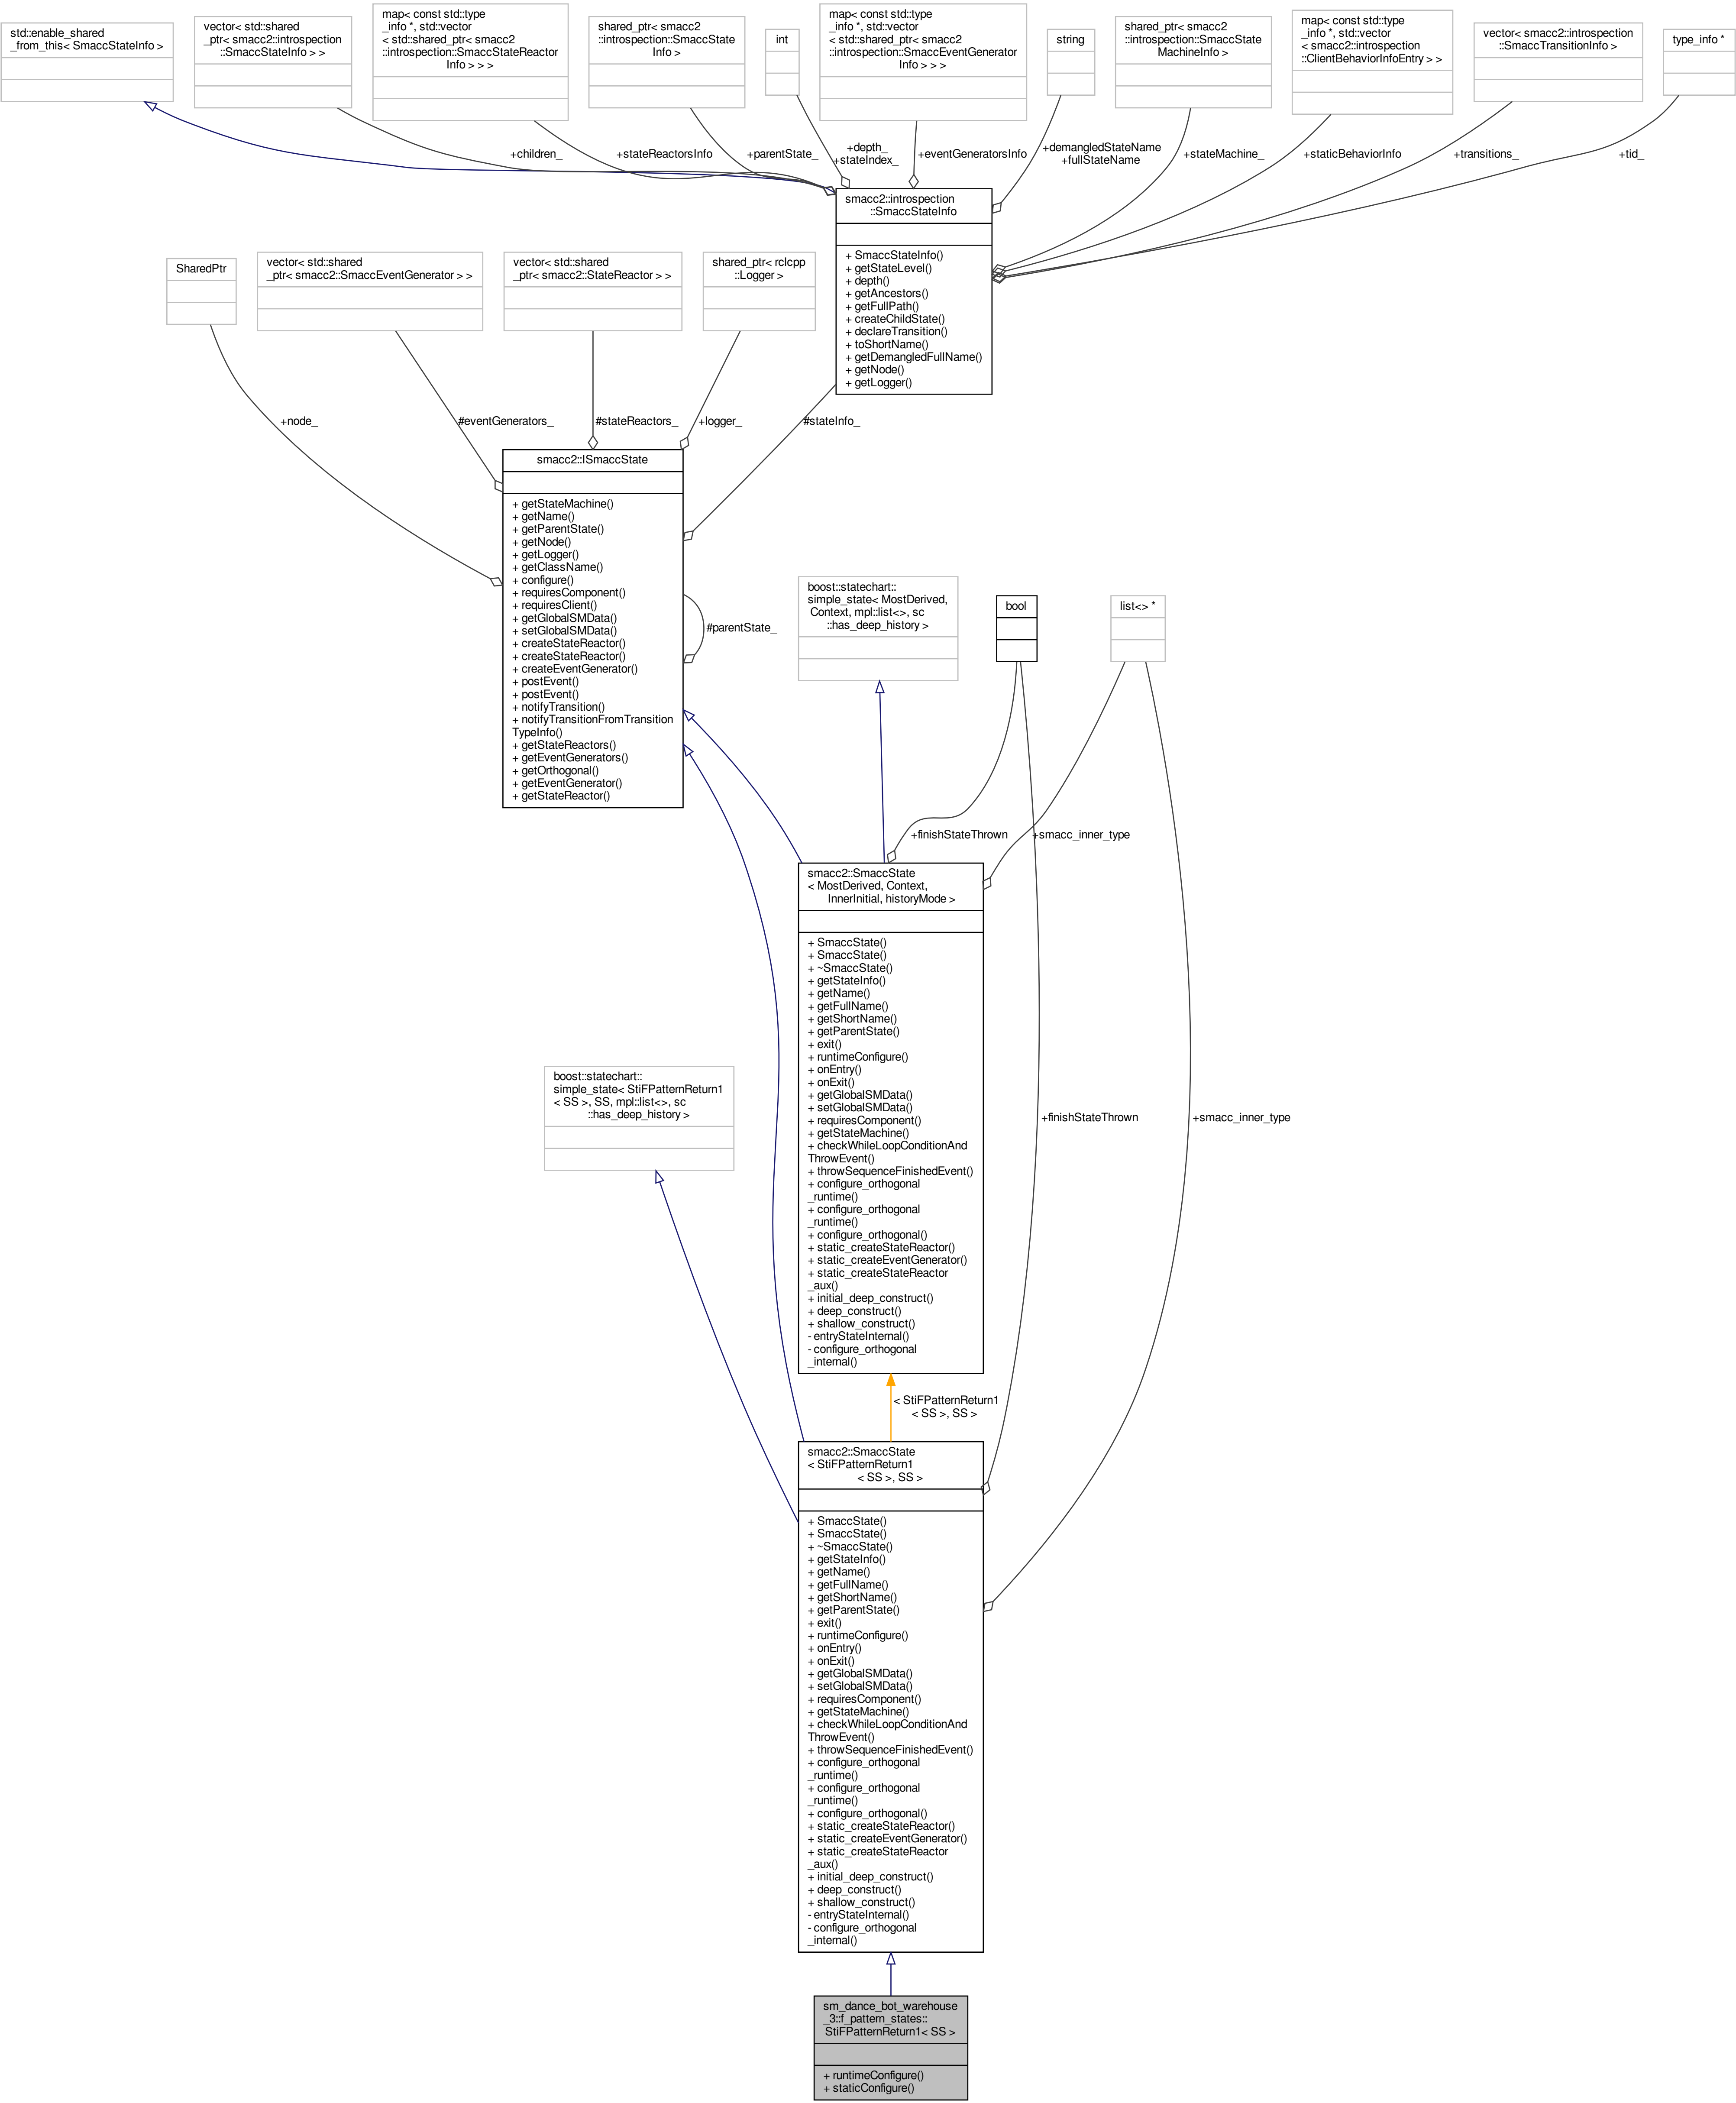 std::enable_shared
_from_this< SmaccStateInfo >
vector< std::shared
_ptr< smacc2::introspection
::SmaccStateInfo > >
map< const std::type
_info *, std::vector
< std::shared_ptr< smacc2
::introspection::SmaccStateReactor
Info > > >
shared_ptr< smacc2
::introspection::SmaccState
Info >
int
map< const std::type
_info *, std::vector
< std::shared_ptr< smacc2
::introspection::SmaccEventGenerator
Info > > >
string
shared_ptr< smacc2
::introspection::SmaccState
MachineInfo >
map< const std::type
_info *, std::vector
< smacc2::introspection
::ClientBehaviorInfoEntry > >
vector< smacc2::introspection
::SmaccTransitionInfo >
type_info *
+children_
+stateReactorsInfo
+parentState_
+depth_
+stateIndex_
+eventGeneratorsInfo
+demangledStateName
+fullStateName
+stateMachine_
+staticBehaviorInfo
+transitions_
+tid_
smacc2::introspection
::SmaccStateInfo
+ SmaccStateInfo()
+ getStateLevel()
+ depth()
+ getAncestors()
+ getFullPath()
+ createChildState()
+ declareTransition()
+ toShortName()
+ getDemangledFullName()
+ getNode()
+ getLogger()
SharedPtr
vector< std::shared
_ptr< smacc2::SmaccEventGenerator > >
vector< std::shared
_ptr< smacc2::StateReactor > >
shared_ptr< rclcpp
::Logger >
+node_
#eventGenerators_
#stateReactors_
+logger_
#stateInfo_
smacc2::ISmaccState
+ getStateMachine()
+ getName()
+ getParentState()
+ getNode()
+ getLogger()
+ getClassName()
+ configure()
+ requiresComponent()
+ requiresClient()
+ getGlobalSMData()
+ setGlobalSMData()
+ createStateReactor()
+ createStateReactor()
+ createEventGenerator()
+ postEvent()
+ postEvent()
+ notifyTransition()
+ notifyTransitionFromTransition
TypeInfo()
+ getStateReactors()
+ getEventGenerators()
+ getOrthogonal()
+ getEventGenerator()
+ getStateReactor()
#parentState_
boost::statechart::
simple_state< MostDerived,
Context, mpl::list<>, sc
::has_deep_history >
bool
list<> *
+finishStateThrown
+smacc_inner_type
smacc2::SmaccState
< MostDerived, Context,
InnerInitial, historyMode >
+ SmaccState()
+ SmaccState()
+ ~SmaccState()
+ getStateInfo()
+ getName()
+ getFullName()
+ getShortName()
+ getParentState()
+ exit()
+ runtimeConfigure()
+ onEntry()
+ onExit()
+ getGlobalSMData()
+ setGlobalSMData()
+ requiresComponent()
+ getStateMachine()
+ checkWhileLoopConditionAnd
ThrowEvent()
+ throwSequenceFinishedEvent()
+ configure_orthogonal
_runtime()
+ configure_orthogonal
_runtime()
+ configure_orthogonal()
+ static_createStateReactor()
+ static_createEventGenerator()
+ static_createStateReactor
_aux()
+ initial_deep_construct()
+ deep_construct()
+ shallow_construct()
- entryStateInternal()
- configure_orthogonal
_internal()
boost::statechart::
simple_state< StiFPatternReturn1
< SS >, SS, mpl::list<>, sc
::has_deep_history >
+finishStateThrown
+smacc_inner_type
< StiFPatternReturn1
< SS >, SS >
smacc2::SmaccState
< StiFPatternReturn1
< SS >, SS >
+ SmaccState()
+ SmaccState()
+ ~SmaccState()
+ getStateInfo()
+ getName()
+ getFullName()
+ getShortName()
+ getParentState()
+ exit()
+ runtimeConfigure()
+ onEntry()
+ onExit()
+ getGlobalSMData()
+ setGlobalSMData()
+ requiresComponent()
+ getStateMachine()
+ checkWhileLoopConditionAnd
ThrowEvent()
+ throwSequenceFinishedEvent()
+ configure_orthogonal
_runtime()
+ configure_orthogonal
_runtime()
+ configure_orthogonal()
+ static_createStateReactor()
+ static_createEventGenerator()
+ static_createStateReactor
_aux()
+ initial_deep_construct()
+ deep_construct()
+ shallow_construct()
- entryStateInternal()
- configure_orthogonal
_internal()
sm_dance_bot_warehouse
_3::f_pattern_states::
StiFPatternReturn1< SS >
+ runtimeConfigure()
+ staticConfigure()